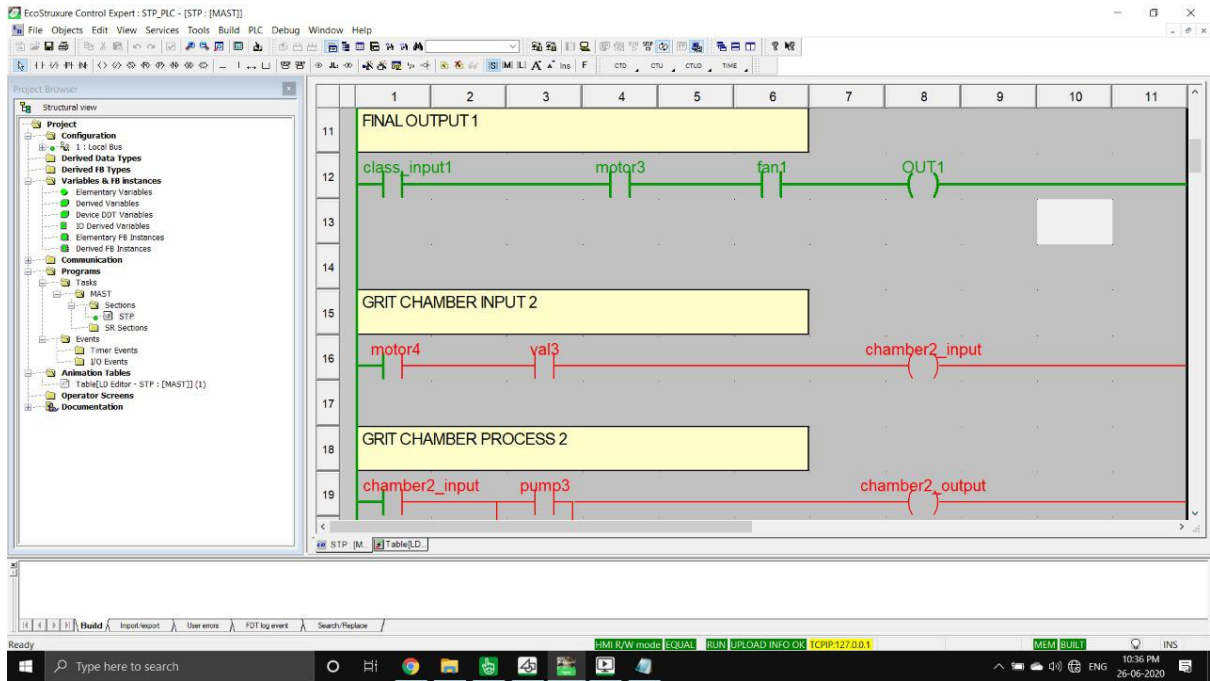 EcoStruxure Control Expert : STP_PLC - [STP : [MAST]]
File Objects Edit View Services Tools Build PLC Debug Window Help
SI M IL Ins F CTD CTU CTUD TIME
Project Browser
Structural view
Project
Configuration
1 : Local Bus
Derived Data Types
Derived FB Types
Variables & FB instances
Elementary Variables
Derived Variables
Device DDT Variables
IO Derived Variables
Elementary FB Instances
Derived FB Instances
Communication
Programs
Tasks
MAST
Sections
STP
SR Sections
Events
Timer Events
I/O Events
Animation Tables
Table[LD Editor - STP : [MAST]] (1)
Operator Screens
Documentation
1 2 3 4 5 6 7 8 9 10 11
11 FINAL OUTPUT 1
12 class_input1 motor3 fan1 OUT1
13
14
15 GRIT CHAMBER INPUT 2
16 motor4 val3 chamber2_input
17
18 GRIT CHAMBER PROCESS 2
19 chamber2_input pump3 chamber2_output
STP : [M... Table[LD...
Build Import/export User errors FDT log event Search/Replace
Ready HMI R/W mode EQUAL RUN UPLOAD INFO OK TCPIP:127.0.0.1 MEM BUILT INS
Type here to search ENG 10:36 PM
26-06-2020